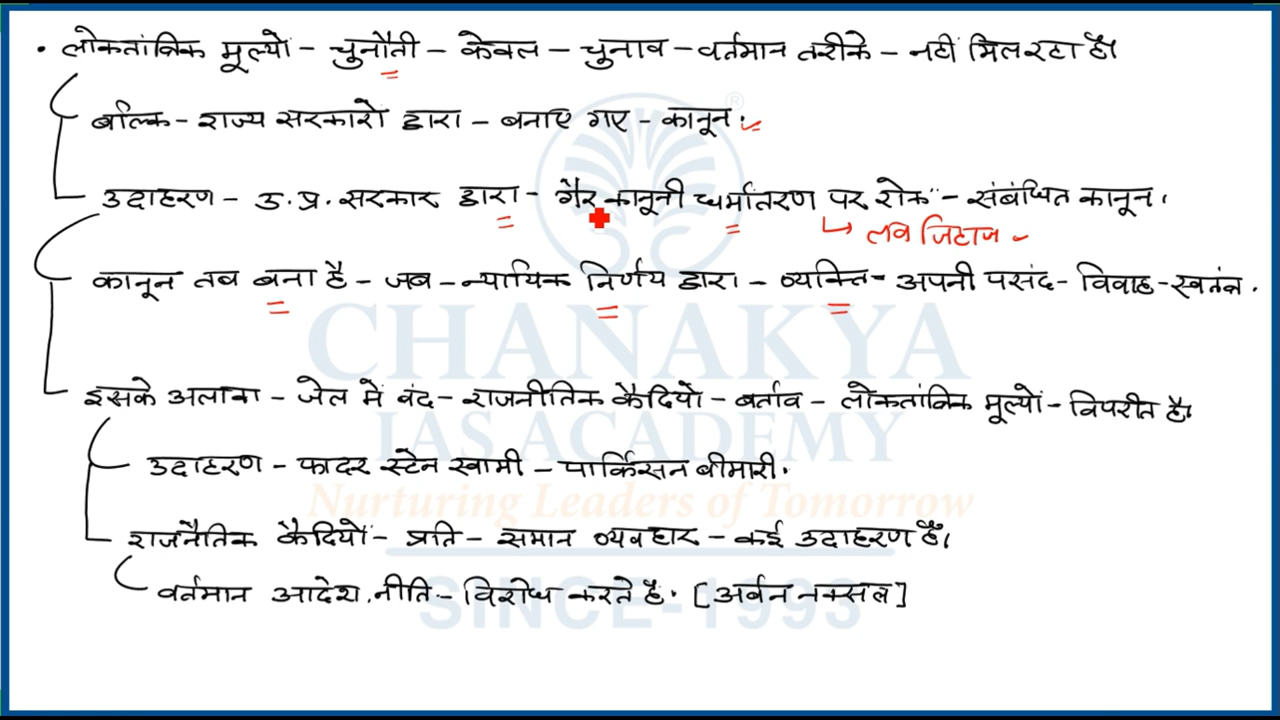 • लोकतांत्रिक मूल्यों - चुनौती - केवल - चुनाव - वर्तमान तरीके - नहीं मिल रहा है।
®
बल्कि - राज्य सरकारों द्वारा - बनाए गए - कानून.
उदाहरण - उ.प्र. सरकार द्वारा - गैर कानूनी धर्मांतरण पर रोक - संबंधित कानून.
↳ लव जिहाज
कानून तब बना है - जब - न्यायिक निर्णय द्वारा - व्यक्ति - अपनी पसंद - विवाह - स्वतंत्र.
CHANAKYA
इसके अलावा - जेल में बंद - राजनीतिक कैदियों - बर्ताव - लोकतांत्रिक मूल्यों - विपरीत है।
IAS ACADEMY
उदाहरण - फादर स्टेन स्वामी - पार्किंसन बीमारी.
Nurturing Leaders of Tomorrow
राजनैतिक कैदियों - प्रति - समान व्यवहार - कई उदाहरण हैं।
वर्तमान आदेश, नीति - विरोध करते है. [अर्बन नक्सल]
SINCE-1993